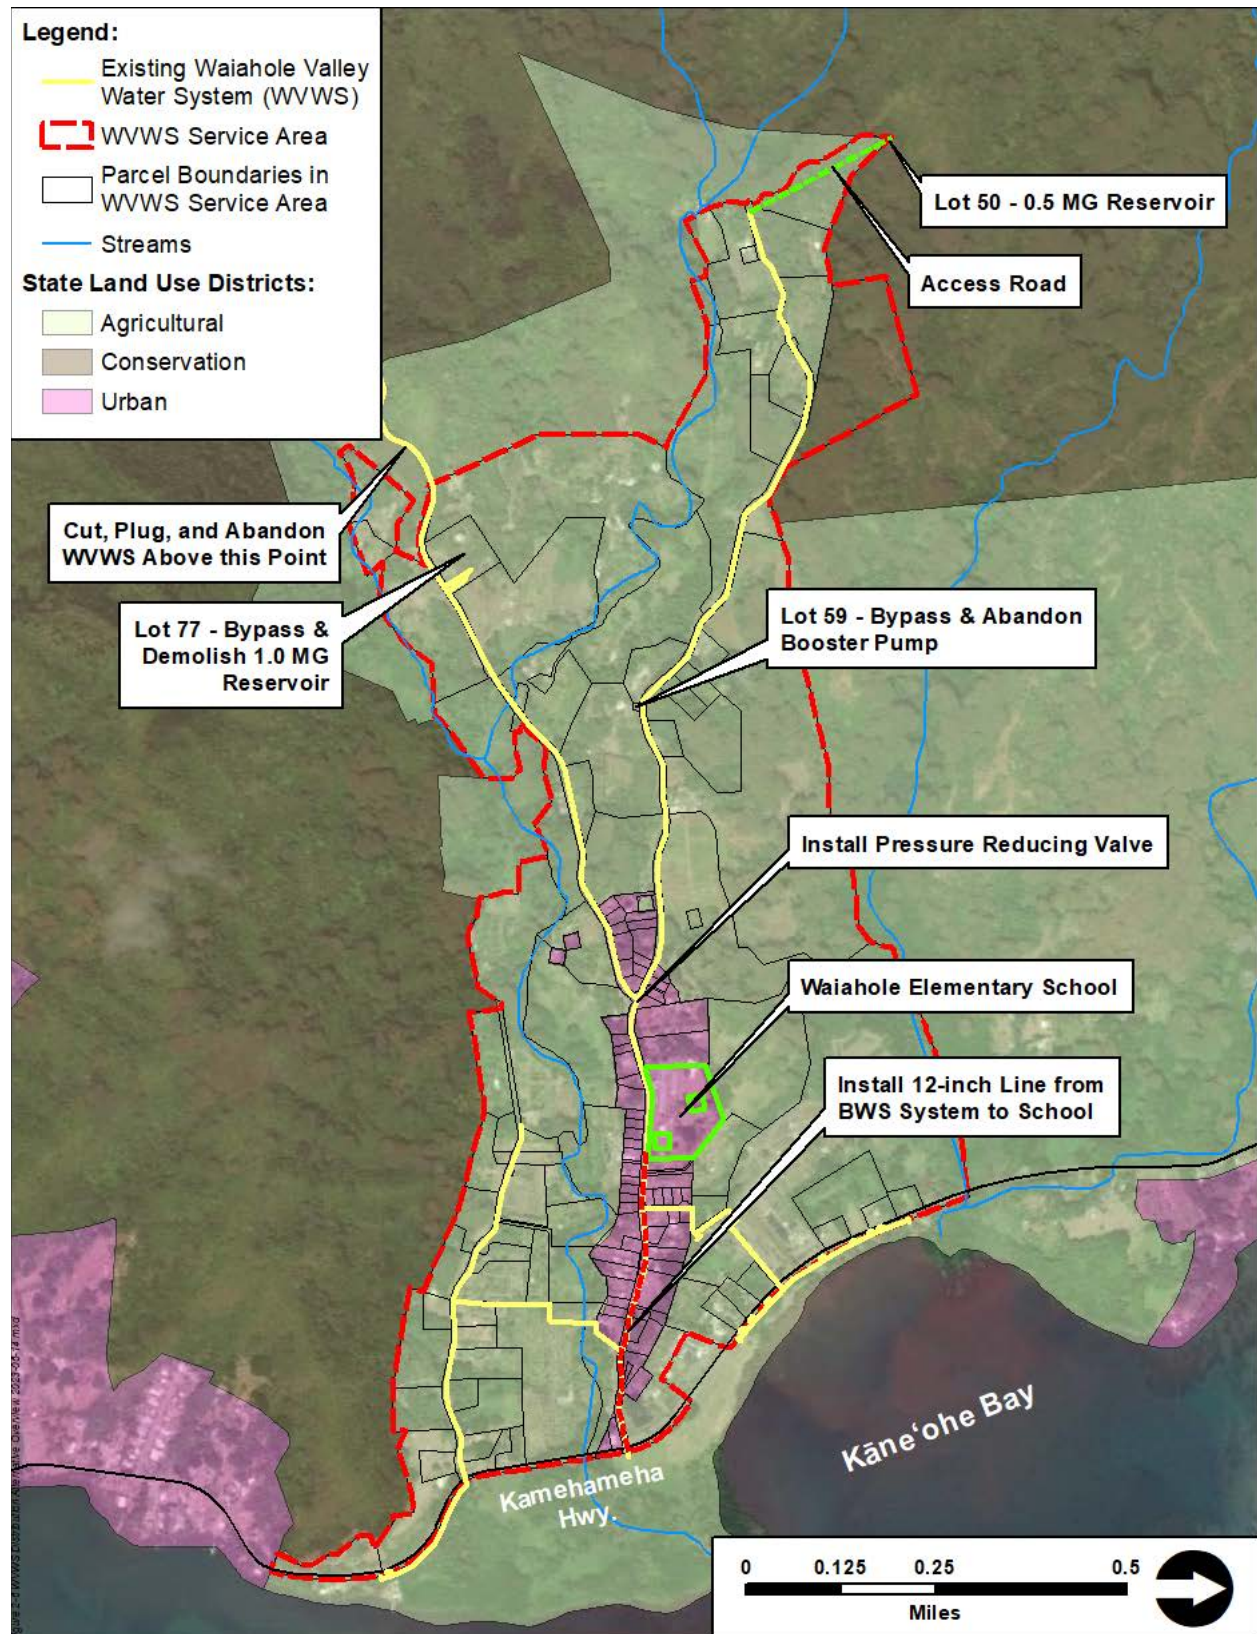 Legend:
Existing Waiahole Valley
Water System (WVWS)
WVWS Service Area
Parcel Boundaries in
WVWS Service Area
Streams
State Land Use Districts:
Agricultural
Conservation
Urban
Lot 50 - 0.5 MG Reservoir
Access Road
Cut, Plug, and Abandon
WVWS Above this Point
Lot 77 - Bypass &
Demolish 1.0 MG
Reservoir
Lot 59 - Bypass & Abandon
Booster Pump
Install Pressure Reducing Valve
Waiahole Elementary School
Install 12-inch Line from
BWS System to School
Kāneʻohe Bay
Kamehameha
Hwy.
0 0.125 0.25 0.5
Miles